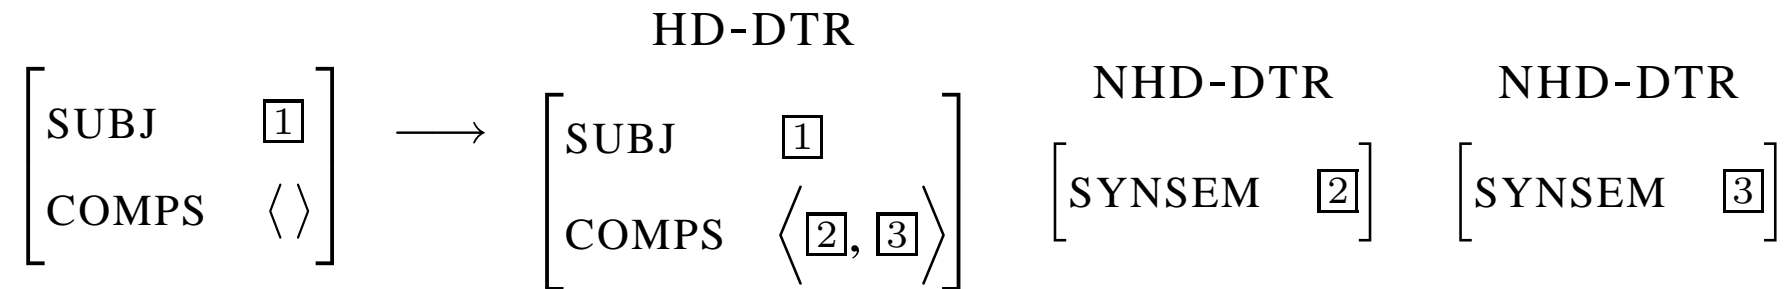 HD-DTR
NHD-DTR NHD-DTR
SUBJ 1 ⟶ SUBJ 1
SYNSEM 2 SYNSEM 3
COMPS ⟨ ⟩ COMPS ⟨2, 3⟩